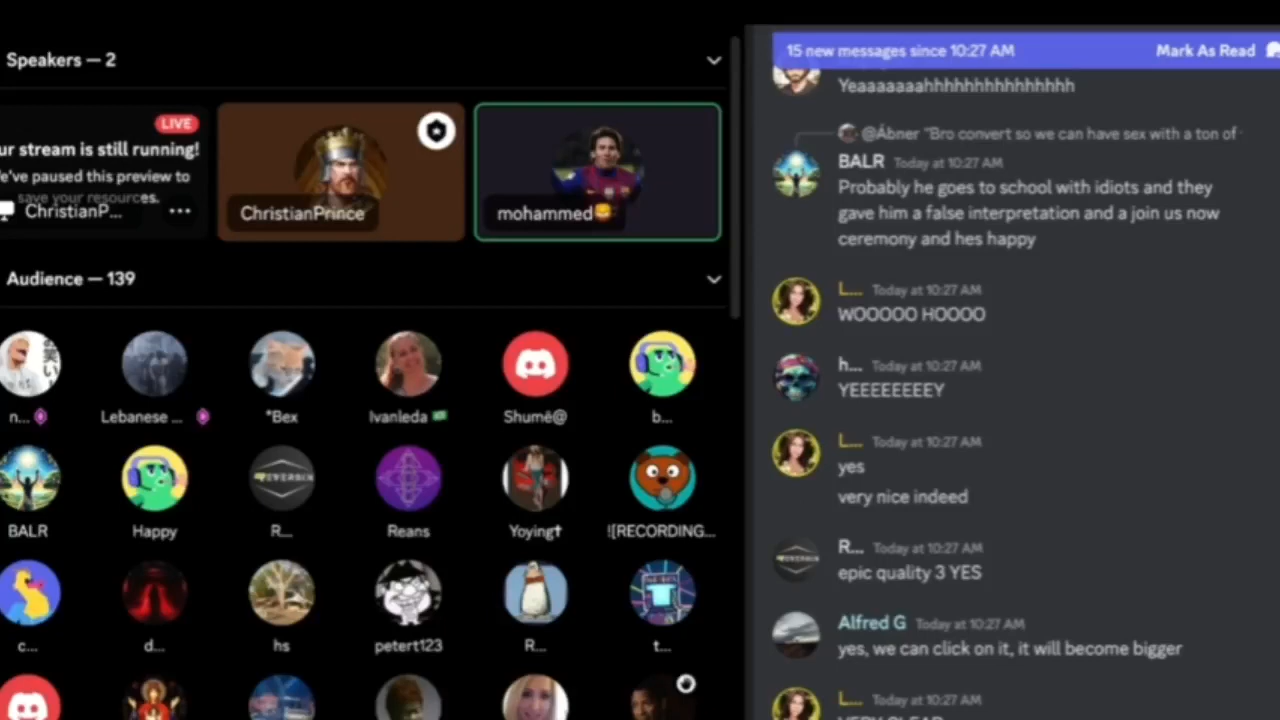 Speakers — 2
LIVE
ur stream is still running!
e've paused this preview to
save your resources.
ChristianP...
ChristianPrince
mohammed
Audience — 139
n...
Lebanese ...
*Bex
Ivanleda
Shumë@
b...
BALR
Happy
R...
Reans
Yoying✝
![RECORDING...
c...
d...
hs
petert123
R...
t...
15 new messages since 10:27 AM
Mark As Read
Yeaaaaaaahhhhhhhhhhhhhhh
@Ábner "Bro convert so we can have sex with a ton of
BALR Today at 10:27 AM
Probably he goes to school with idiots and they
gave him a false interpretation and a join us now
ceremony and hes happy
L... Today at 10:27 AM
WOOOOO HOOOO
h... Today at 10:27 AM
YEEEEEEEEY
L... Today at 10:27 AM
yes
very nice indeed
R... Today at 10:27 AM
epic quality 3 YES
Alfred G Today at 10:27 AM
yes, we can click on it, it will become bigger
L... Today at 10:27 AM
VERY CLEAR